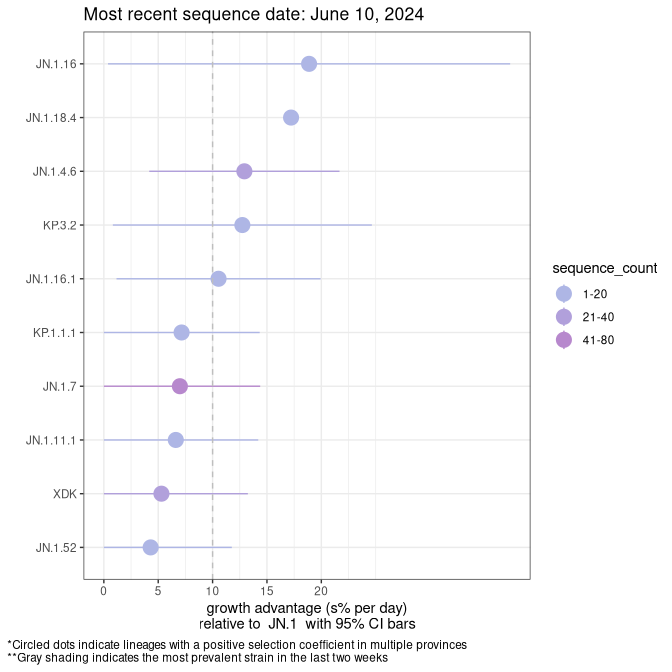 Most recent sequence date: June 10, 2024
JN.1.16
JN.1.18.4
JN.1.4.6
KP.3.2
JN.1.16.1
KP.1.1.1
JN.1.7
JN.1.11.1
XDK
JN.1.52
0 5 10 15 20
growth advantage (s% per day)
relative to JN.1 with 95% CI bars
sequence_count
1-20
21-40
41-80
*Circled dots indicate lineages with a positive selection coefficient in multiple provinces
**Gray shading indicates the most prevalent strain in the last two weeks